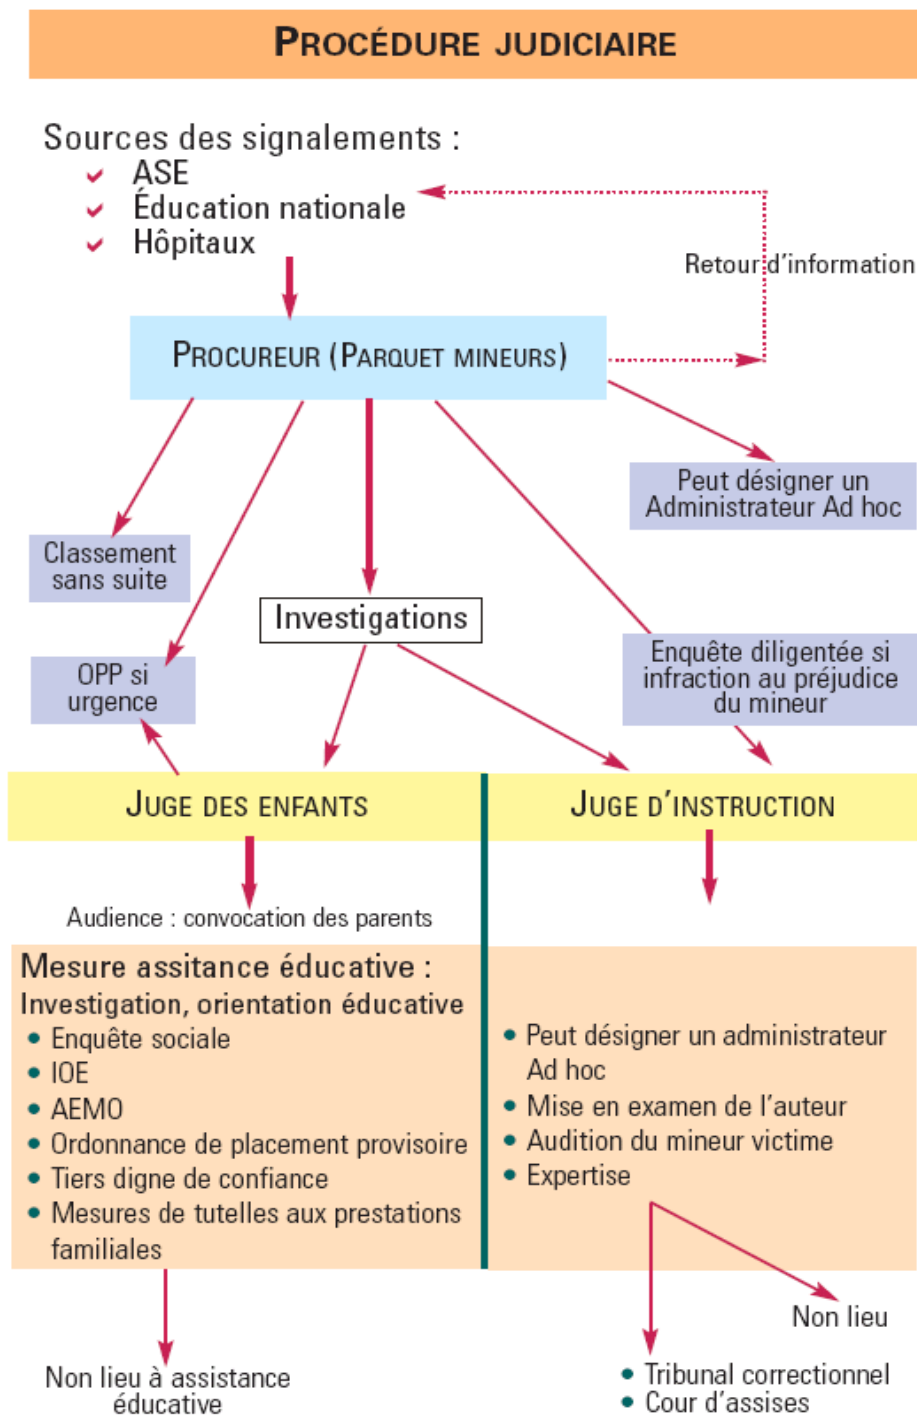 PROCÉDURE JUDICIAIRE
Sources des signalements :
ASE
Éducation nationale
Hôpitaux
Retour d'information
PROCUREUR (PARQUET MINEURS)
Peut désigner un
Administrateur Ad hoc
Classement
sans suite
Investigations
OPP si
urgence
Enquête diligentée si
infraction au préjudice
du mineur
JUGE DES ENFANTS
JUGE D'INSTRUCTION
Audience : convocation des parents
Mesure assitance éducative :
Investigation, orientation éducative
• Enquête sociale
• IOE
• AEMO
• Ordonnance de placement provisoire
• Tiers digne de confiance
• Mesures de tutelles aux prestations
familiales
• Peut désigner un administrateur
Ad hoc
• Mise en examen de l'auteur
• Audition du mineur victime
• Expertise
Non lieu
Non lieu à assistance
éducative
• Tribunal correctionnel
• Cour d'assises